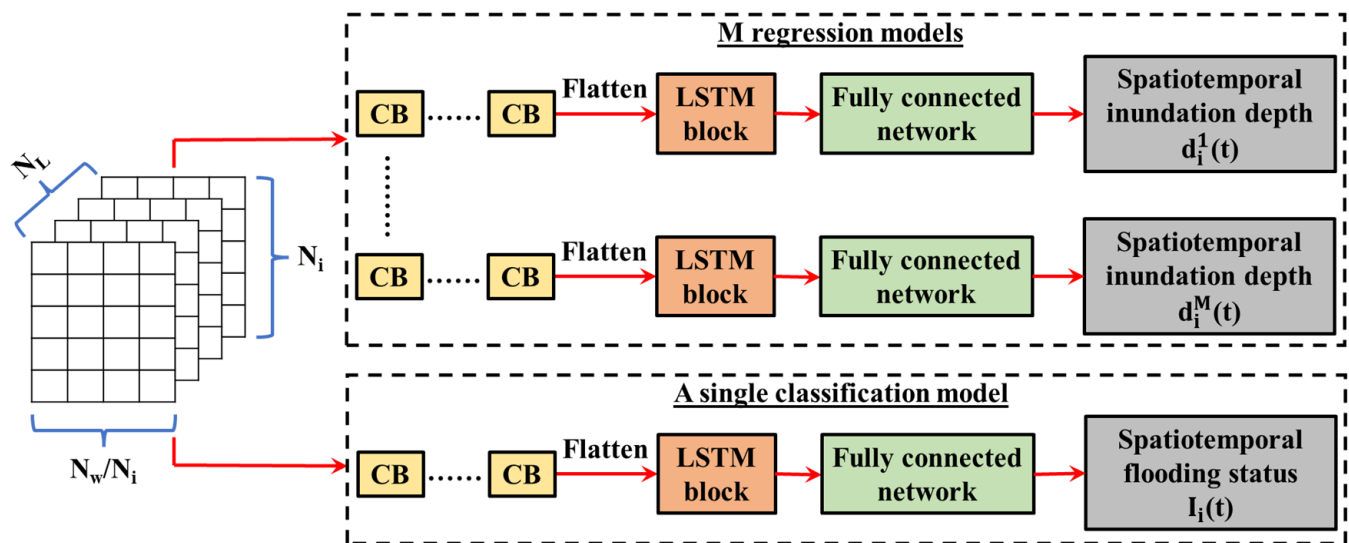 M regression models
CB
......
CB
Flatten
LSTM
block
Fully connected
network
Spatiotemporal
inundation depth
d_i^1(t)
N_L
N_i
CB
......
CB
Flatten
LSTM
block
Fully connected
network
Spatiotemporal
inundation depth
d_i^M(t)
N_w/N_i
A single classification model
CB
......
CB
Flatten
LSTM
block
Fully connected
network
Spatiotemporal
flooding status
I_i(t)